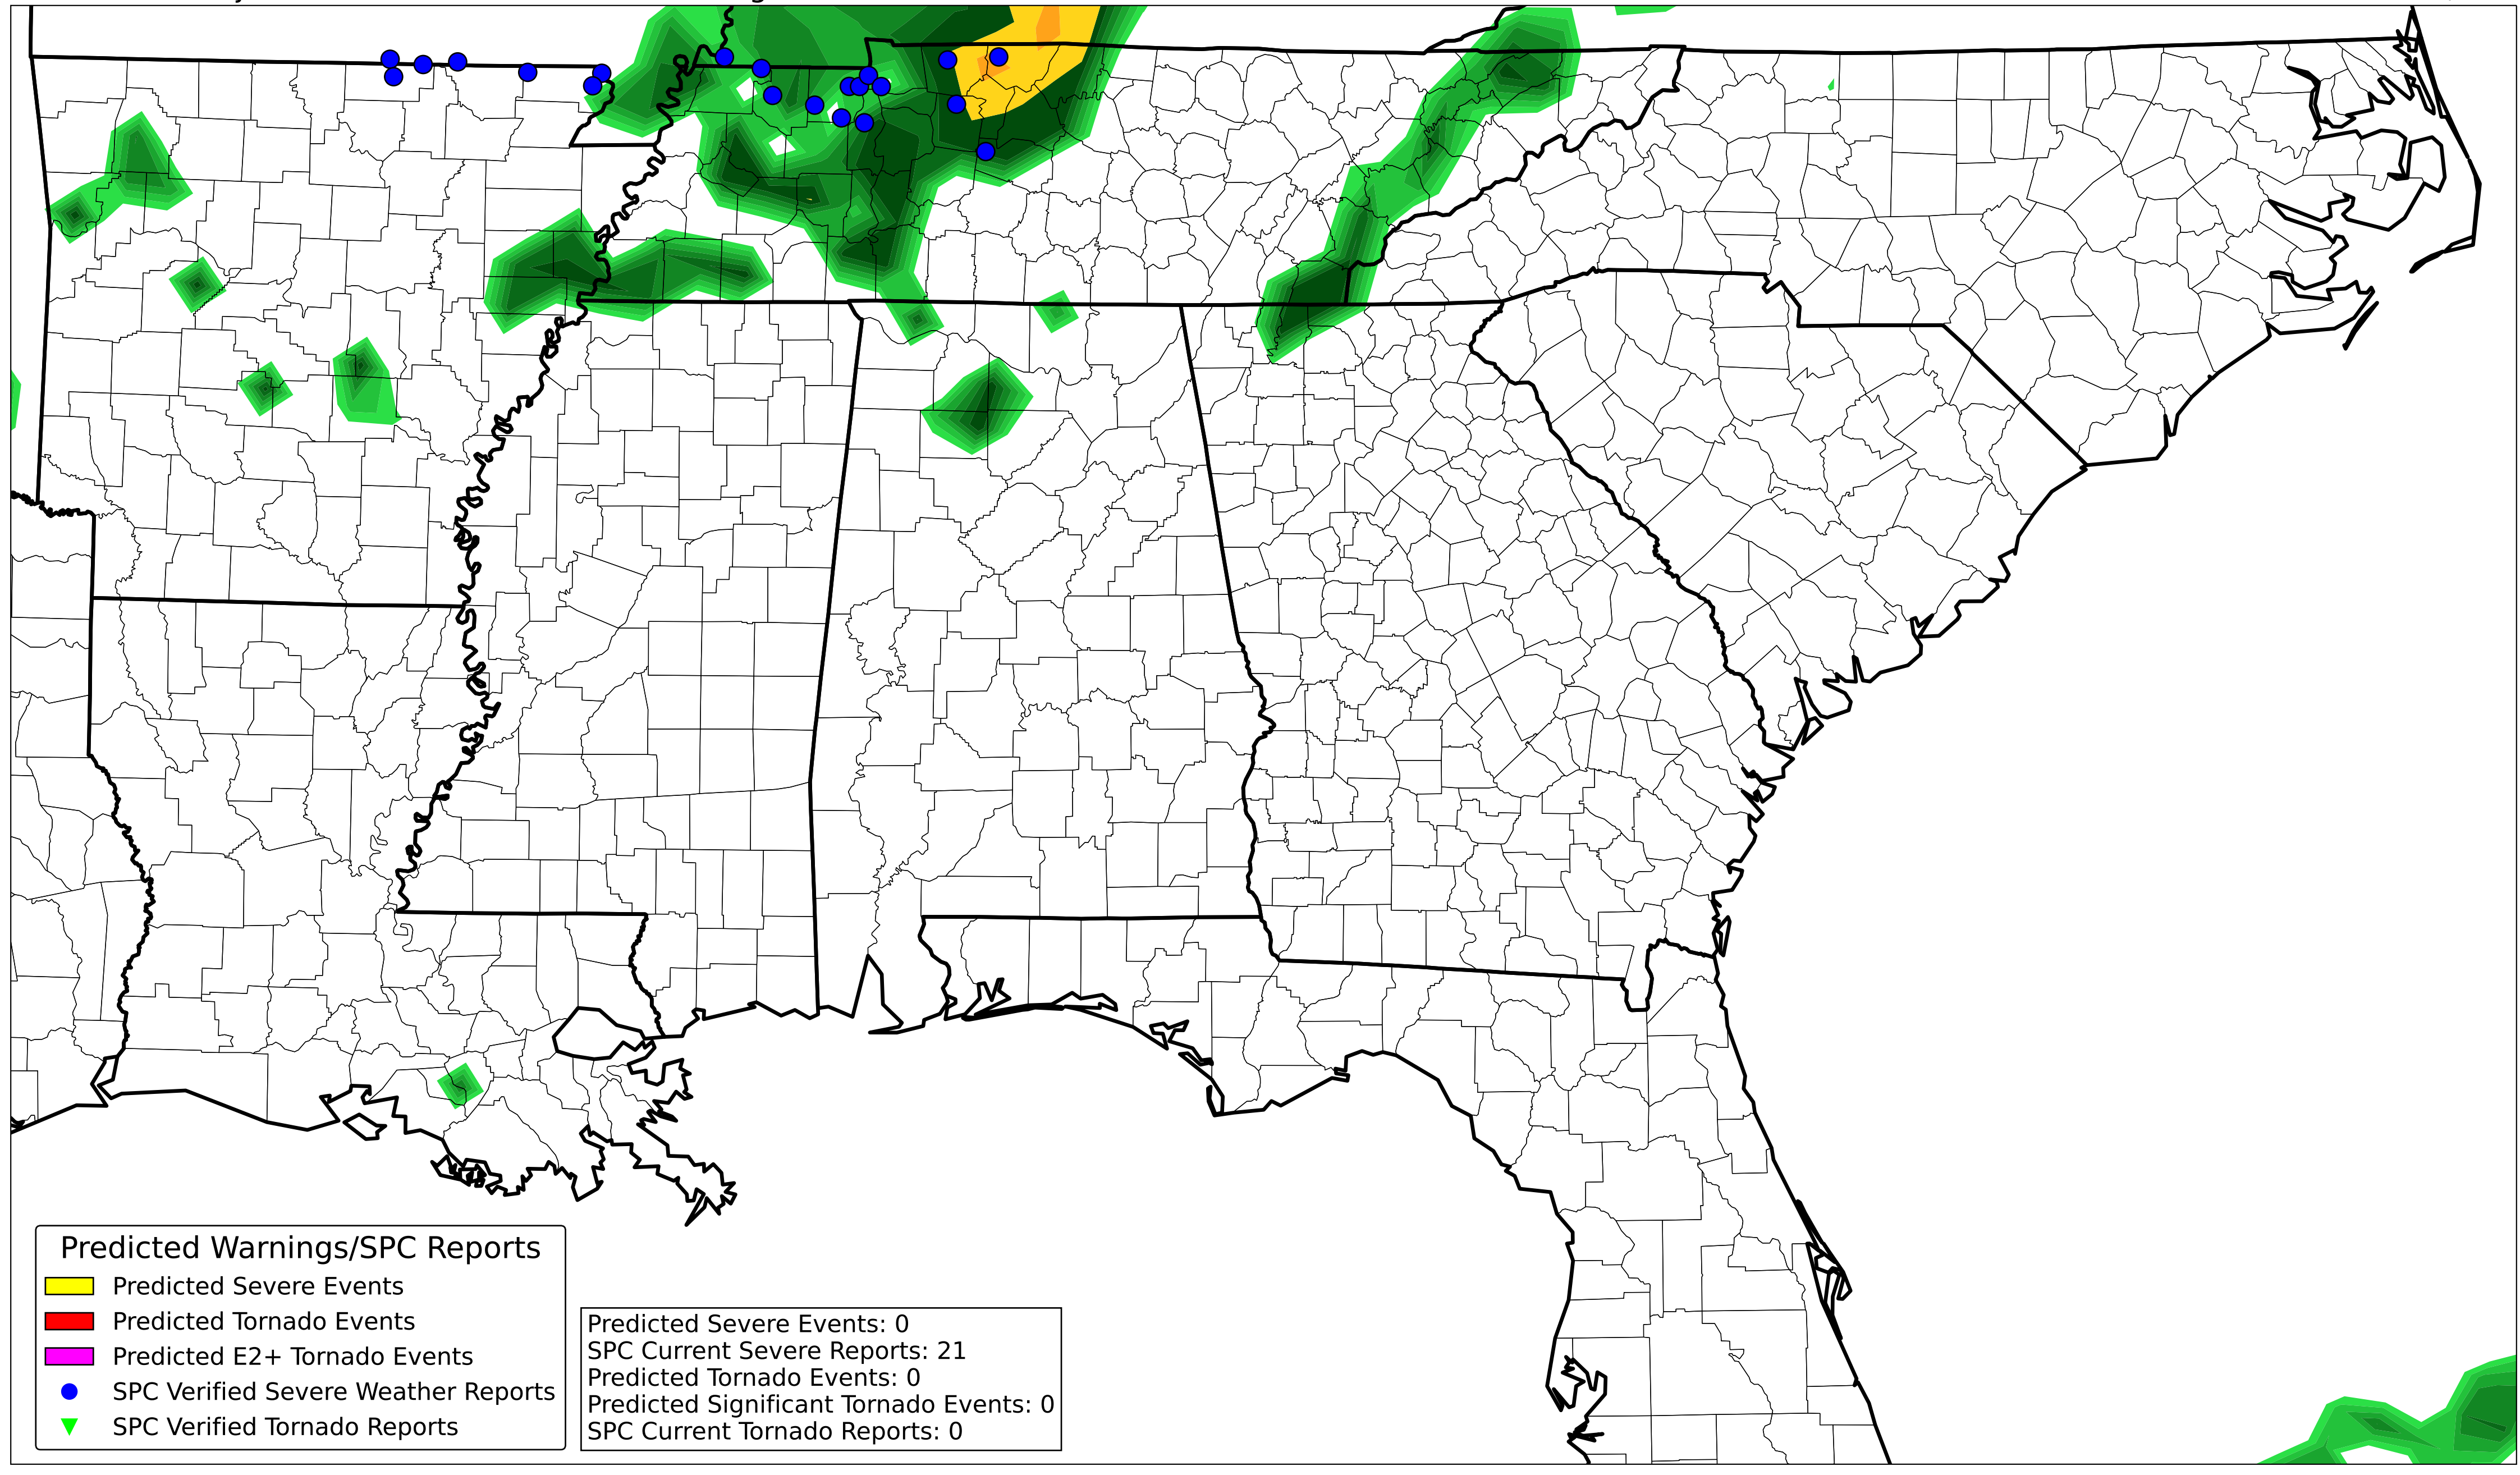 Predicted Warnings/SPC Reports
Predicted Severe Events
Predicted Tornado Events
Predicted E2+ Tornado Events
SPC Verified Severe Weather Reports
SPC Verified Tornado Reports
Predicted Severe Events: 0
SPC Current Severe Reports: 21
Predicted Tornado Events: 0
Predicted Significant Tornado Events: 0
SPC Current Tornado Reports: 0